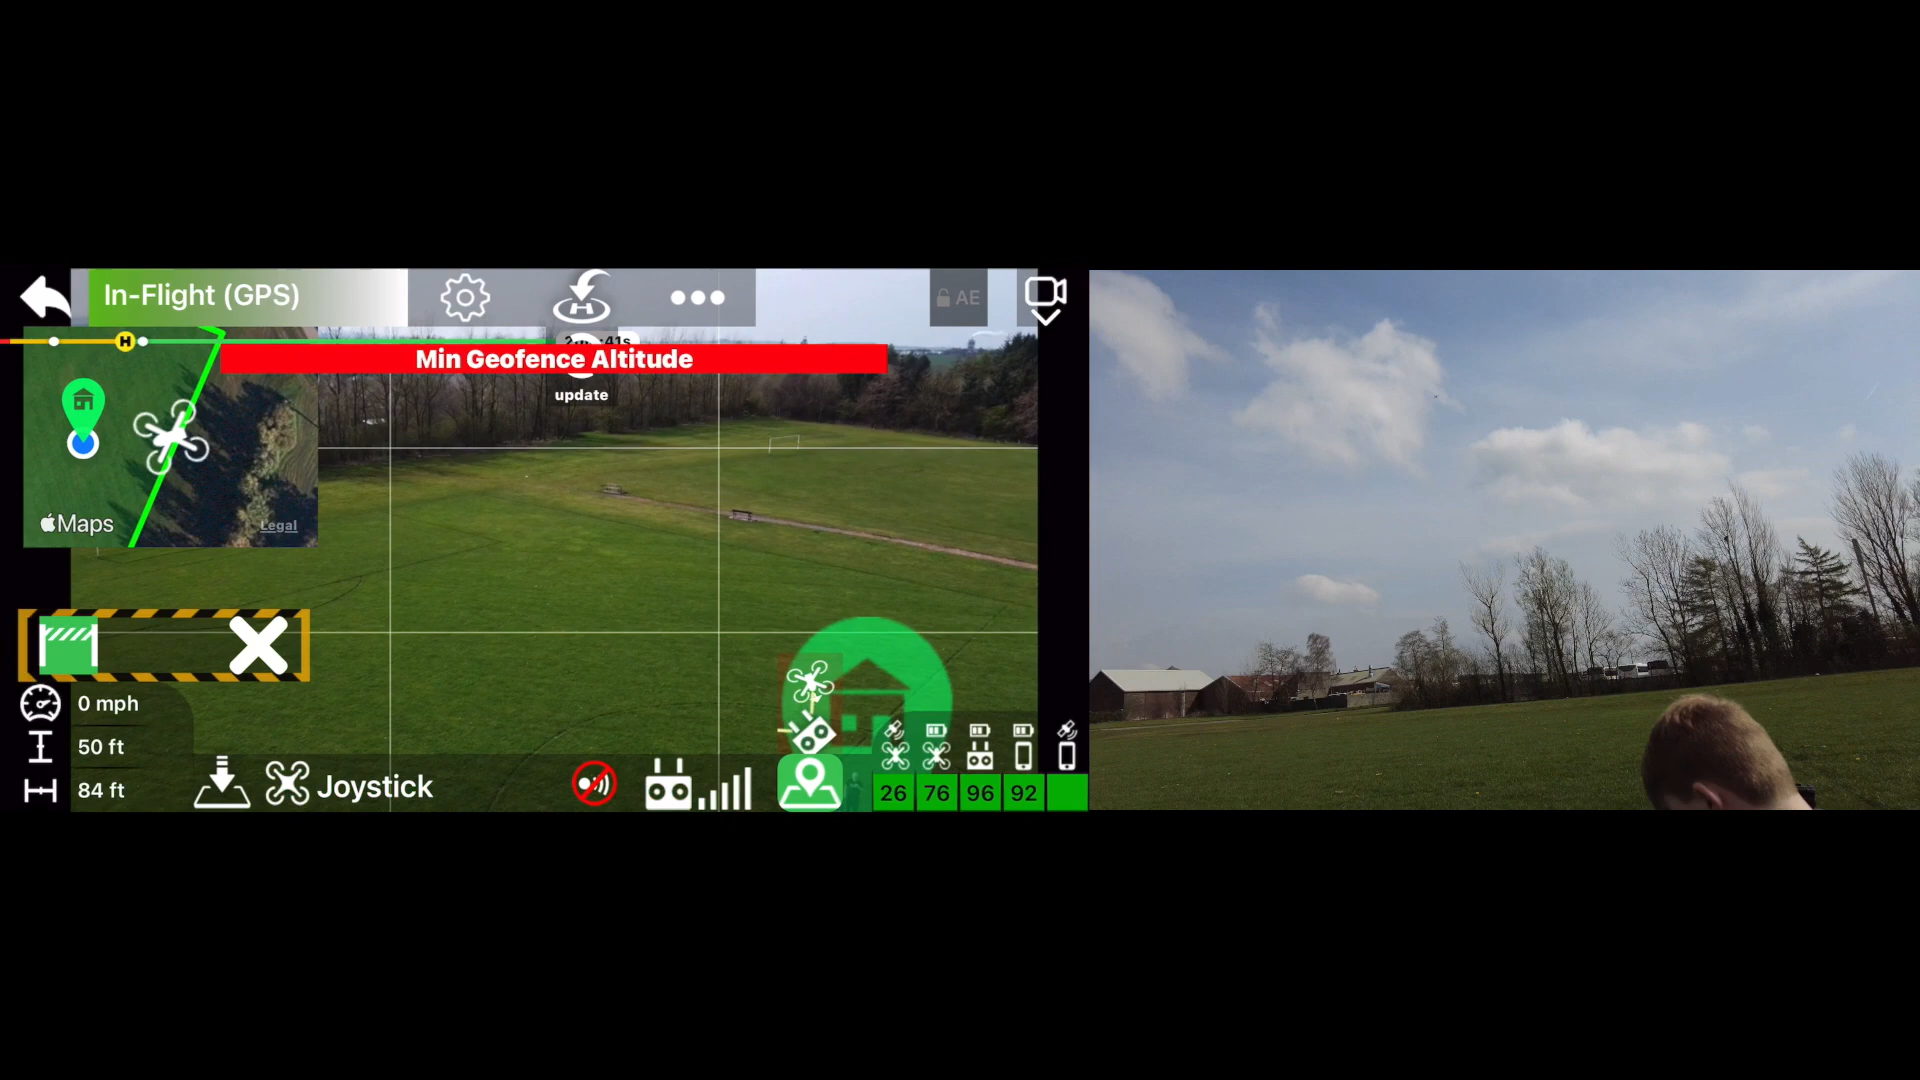 In-Flight (GPS)
AE
H
Min Geofence Altitude
update
Maps
Legal
0 mph
50 ft
84 ft
Joystick
26 76 96 92